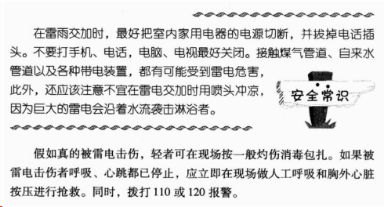 在雷雨交加时，最好把室内家用电器的电源切断，并拔掉电话插
头。不要打手机、电话，电脑、电视最好关闭。接触煤气管道、自来水
管道以及各种带电装置，都有可能受到雷电危害，
此外，还应该注意不宜在雷电交加时用喷头冲凉，
因为巨大的雷电会沿着水流袭击淋浴者。
安全常识
假如真的被雷电击伤，轻者可在现场按一般灼伤消毒包扎。如果被
雷电击伤者呼吸、心跳都已停止，应立即在现场做人工呼吸和胸外心脏
按压进行抢救。同时，拨打 110 或 120 报警。